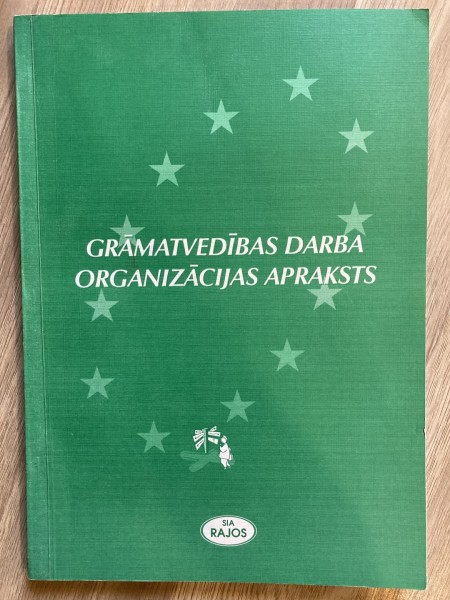 GRĀMATVEDĪBAS DARBA
ORGANIZĀCIJAS APRAKSTS
SIA
RAJOS